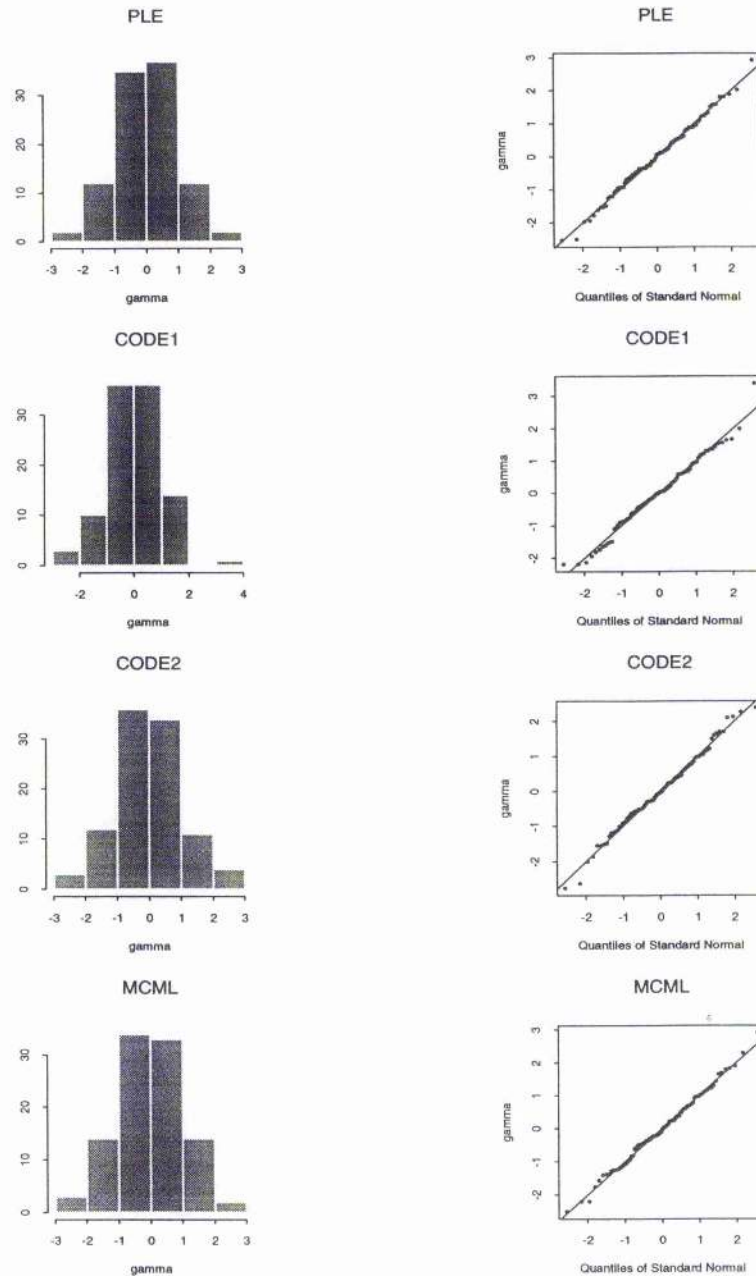 PLE
0 10 20 30
-3 -2 -1 0 1 2 3
gamma
PLE
gamma
-2 -1 0 1 2 3
-2 -1 0 1 2
Quantiles of Standard Normal
CODE1
0 10 20 30
-2 0 2 4
gamma
CODE1
gamma
-2 -1 0 1 2 3
-2 -1 0 1 2
Quantiles of Standard Normal
CODE2
0 10 20 30
-3 -2 -1 0 1 2 3
gamma
CODE2
gamma
-2 -1 0 1 2
-2 -1 0 1 2
Quantiles of Standard Normal
MCML
0 10 20 30
-3 -2 -1 0 1 2 3
gamma
MCML
gamma
-2 -1 0 1 2 3
-2 -1 0 1 2
Quantiles of Standard Normal